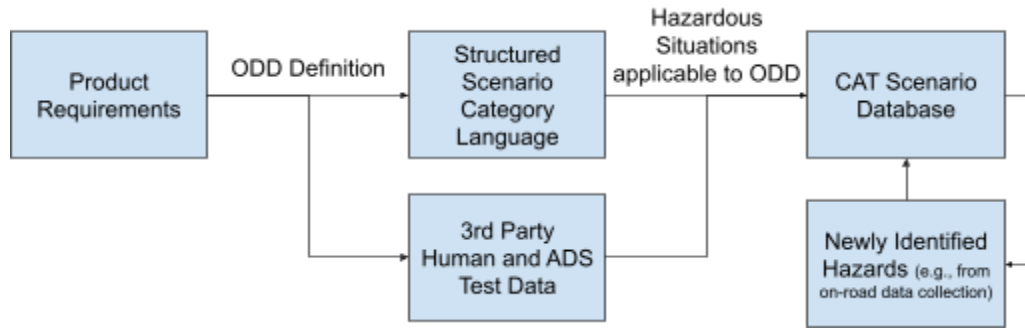 Product
Requirements
ODD Definition
Structured
Scenario
Category
Language
Hazardous
Situations
applicable to ODD
CAT Scenario
Database
3rd Party
Human and ADS
Test Data
Newly Identified
Hazards (e.g., from
on-road data collection)